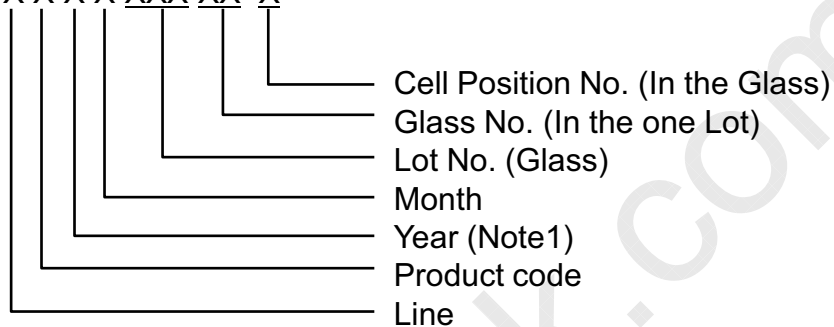 X X X X XXX XX X
Cell Position No. (In the Glass)
Glass No. (In the one Lot)
Lot No. (Glass)
Month
Year (Note1)
Product code
Line